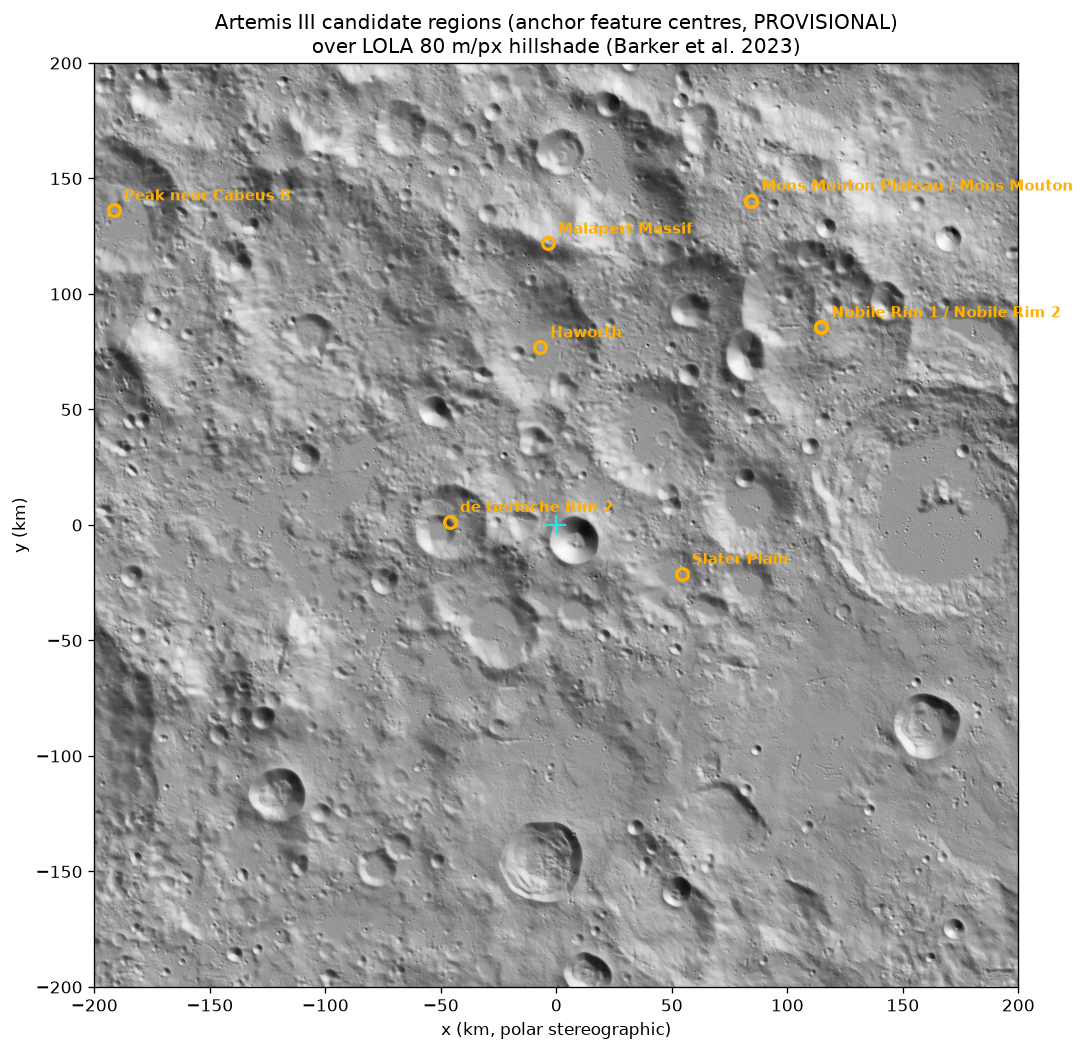 Artemis III candidate regions (anchor feature centres, PROVISIONAL)
over LOLA 80 m/px hillshade (Barker et al. 2023)
200
150
100
50
0
−50
−100
−150
−200
y (km)
Peak near Cabeus B
Mons Mouton Plateau / Mons Mouton
Malapert Massif
Nobile Rim 1 / Nobile Rim 2
Haworth
de Gerlache Rim 2
Slater Plain
−200
−150
−100
−50
0
50
100
150
200
x (km, polar stereographic)